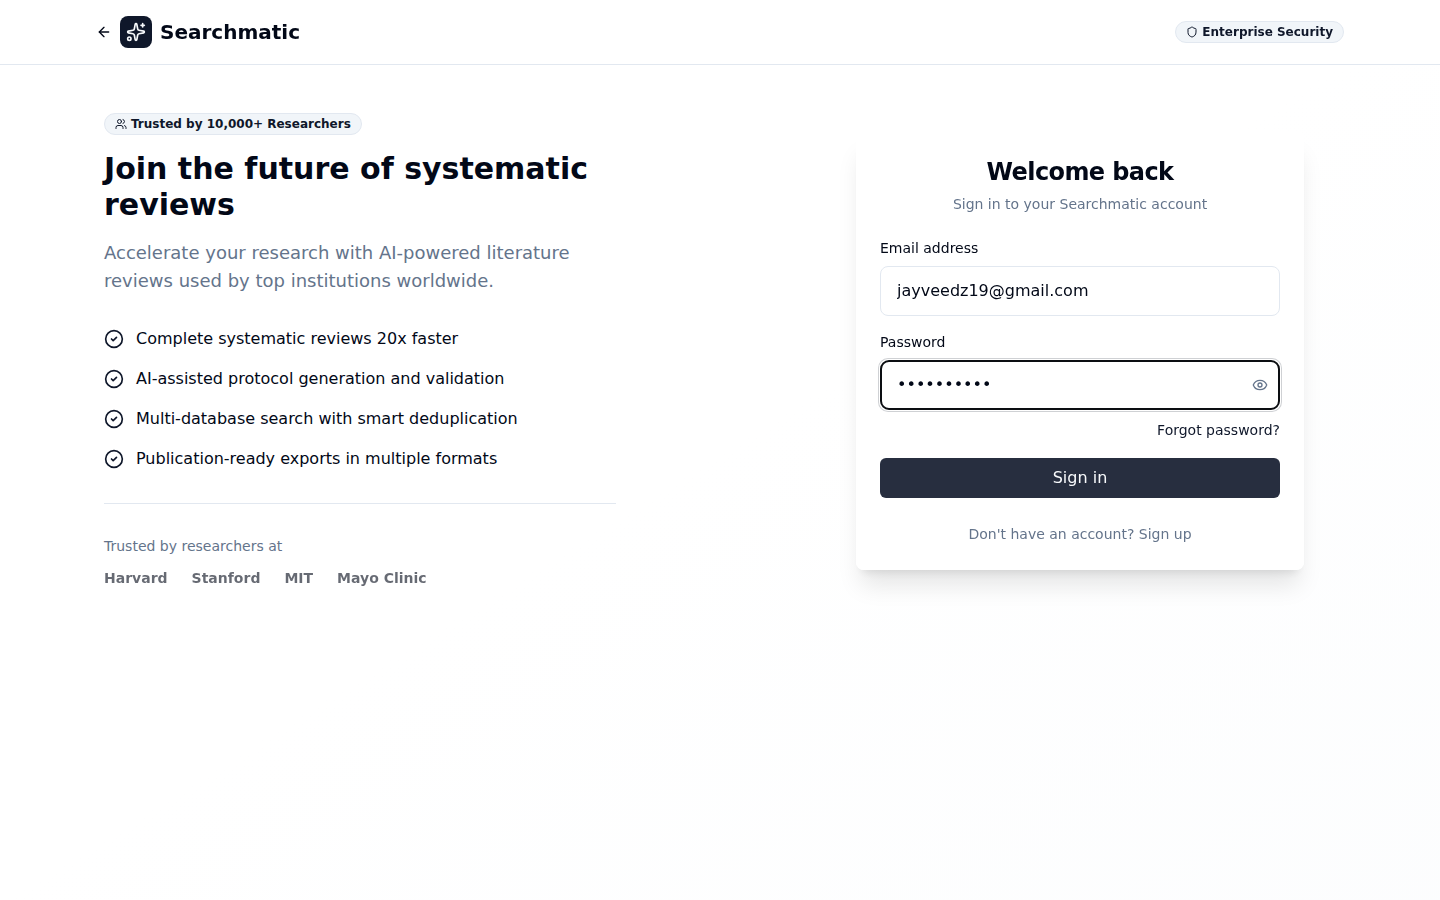 Searchmatic
Enterprise Security
Trusted by 10,000+ Researchers
Join the future of systematic
reviews
Accelerate your research with AI-powered literature
reviews used by top institutions worldwide.
Complete systematic reviews 20x faster
AI-assisted protocol generation and validation
Multi-database search with smart deduplication
Publication-ready exports in multiple formats
Trusted by researchers at
Harvard Stanford MIT Mayo Clinic
Welcome back
Sign in to your Searchmatic account
Email address
jayveedz19@gmail.com
Password
••••••••••
Forgot password?
Sign in
Don't have an account? Sign up